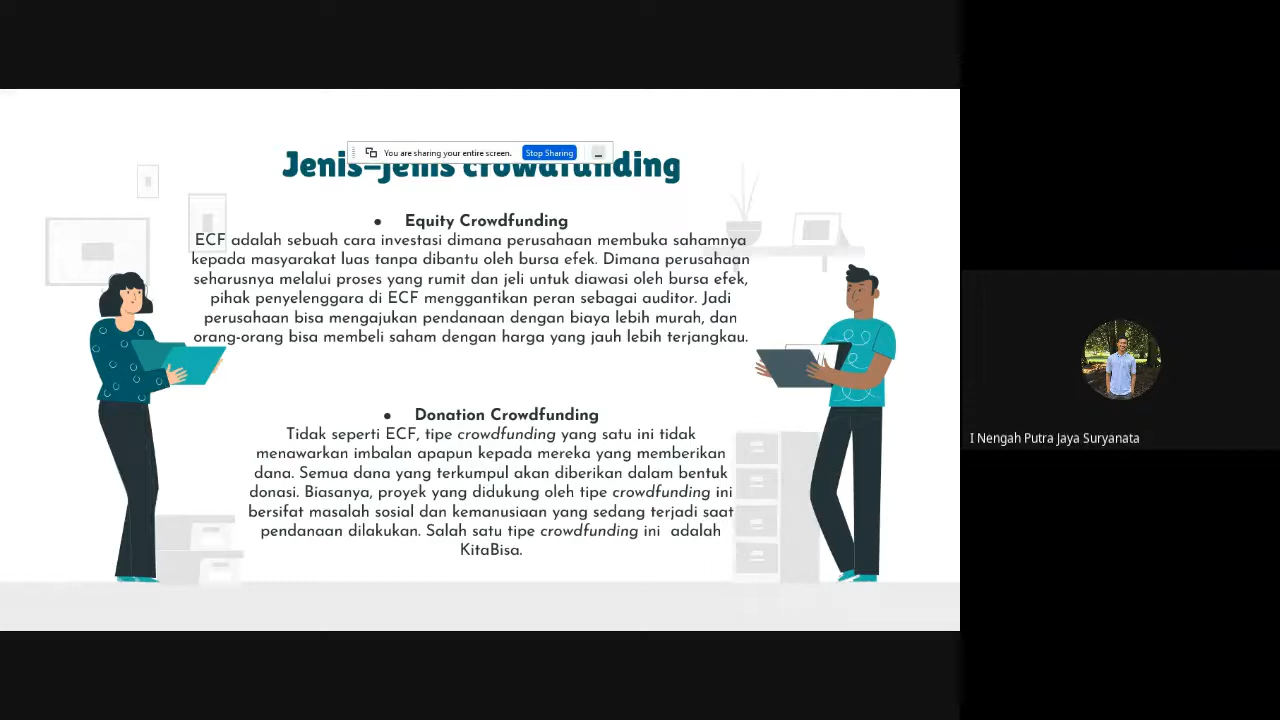 You are sharing your entire screen.
Stop Sharing
Jenis-jenis crowdfunding
• Equity Crowdfunding
ECF adalah sebuah cara investasi dimana perusahaan membuka sahamnya
kepada masyarakat luas tanpa dibantu oleh bursa efek. Dimana perusahaan
seharusnya melalui proses yang rumit dan jeli untuk diawasi oleh bursa efek,
pihak penyelenggara di ECF menggantikan peran sebagai auditor. Jadi
perusahaan bisa mengajukan pendanaan dengan biaya lebih murah, dan
orang-orang bisa membeli saham dengan harga yang jauh lebih terjangkau.
• Donation Crowdfunding
Tidak seperti ECF, tipe crowdfunding yang satu ini tidak
menawarkan imbalan apapun kepada mereka yang memberikan
dana. Semua dana yang terkumpul akan diberikan dalam bentuk
donasi. Biasanya, proyek yang didukung oleh tipe crowdfunding ini
bersifat masalah sosial dan kemanusiaan yang sedang terjadi saat
pendanaan dilakukan. Salah satu tipe crowdfunding ini  adalah
KitaBisa.
I Nengah Putra Jaya Suryanata